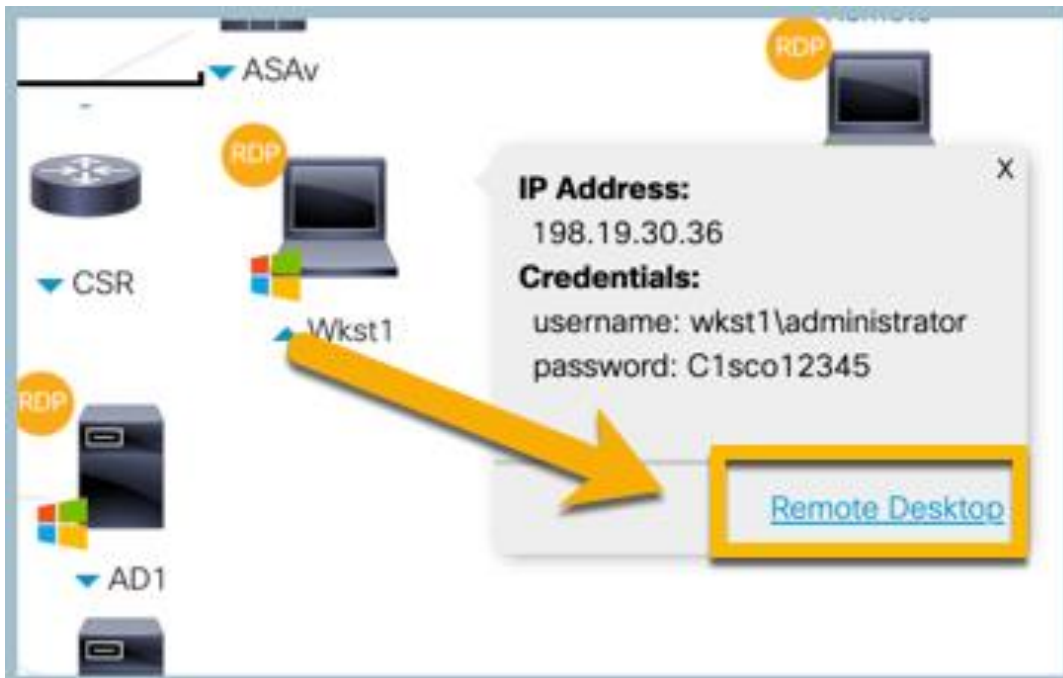 Remote
RDP
ASAv
RDP
X
IP Address:
198.19.30.36
Credentials:
username: wkst1\administrator
password: C1sco12345
CSR
Wkst1
RDP
Remote Desktop
AD1